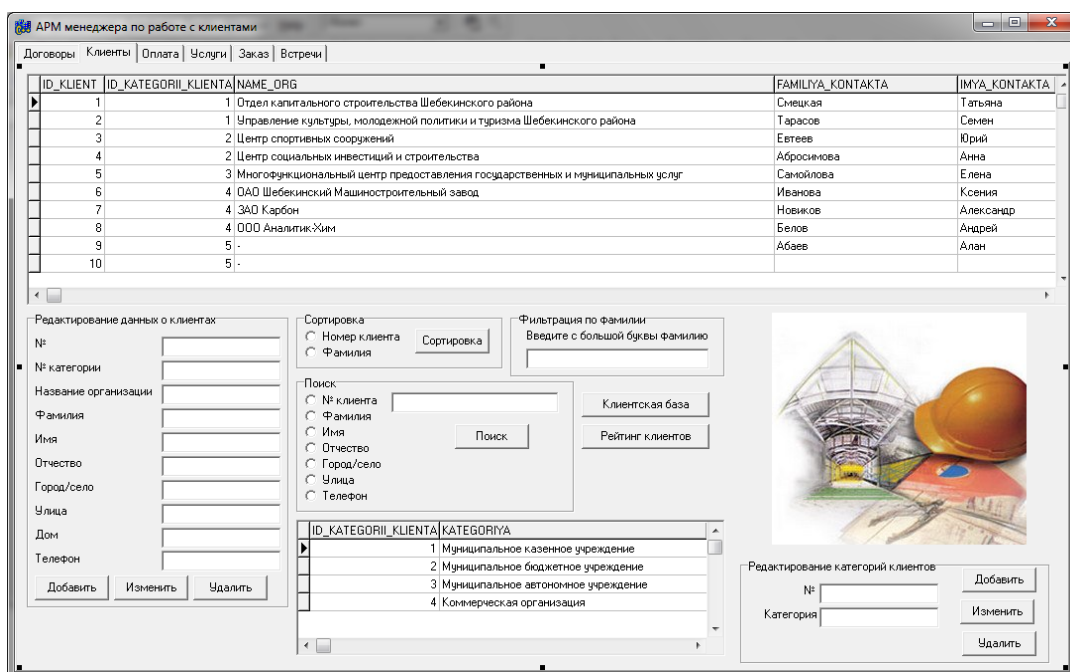 АРМ менеджера по работе с клиентами
Договоры Клиенты Оплата Услуги Заказ Встречи
ID_KLIENT ID_KATEGORII_KLIENTA NAME_ORG FAMILIYA_KONTAKTA IMYA_KONTAKTA
1 1 Отдел капитального строительства Шебекинского района Смецкая Татьяна
2 1 Управление культуры, молодежной политики и туризма Шебекинского района Тарасов Семен
3 2 Центр спортивных сооружений Евтеев Юрий
4 2 Центр социальных инвестиций и строительства Абросимова Анна
5 3 Многофункциональный центр предоставления государственных и муниципальных услуг Самойлова Елена
6 4 ОАО Шебекинский Машиностроительный завод Иванова Ксения
7 4 ЗАО Карбон Новиков Александр
8 4 ООО Аналитик-Хим Белов Андрей
9 5 - Абаев Алан
10 5 -
Редактирование данных о клиентах
№
№ категории
Название организации
Фамилия
Имя
Отчество
Город/село
Улица
Дом
Телефон
Добавить Изменить Удалить
Сортировка
Номер клиента
Фамилия
Сортировка
Фильтрация по фамилии
Введите с большой буквы фамилию
Поиск
№ клиента
Фамилия
Имя
Отчество
Город/село
Улица
Телефон
Поиск
Клиентская база
Рейтинг клиентов
ID_KATEGORII_KLIENTA KATEGORIYA
1 Муниципальное казенное учреждение
2 Муниципальное бюджетное учреждение
3 Муниципальное автономное учреждение
4 Коммерческая организация
Редактирование категорий клиентов
№
Категория
Добавить
Изменить
Удалить